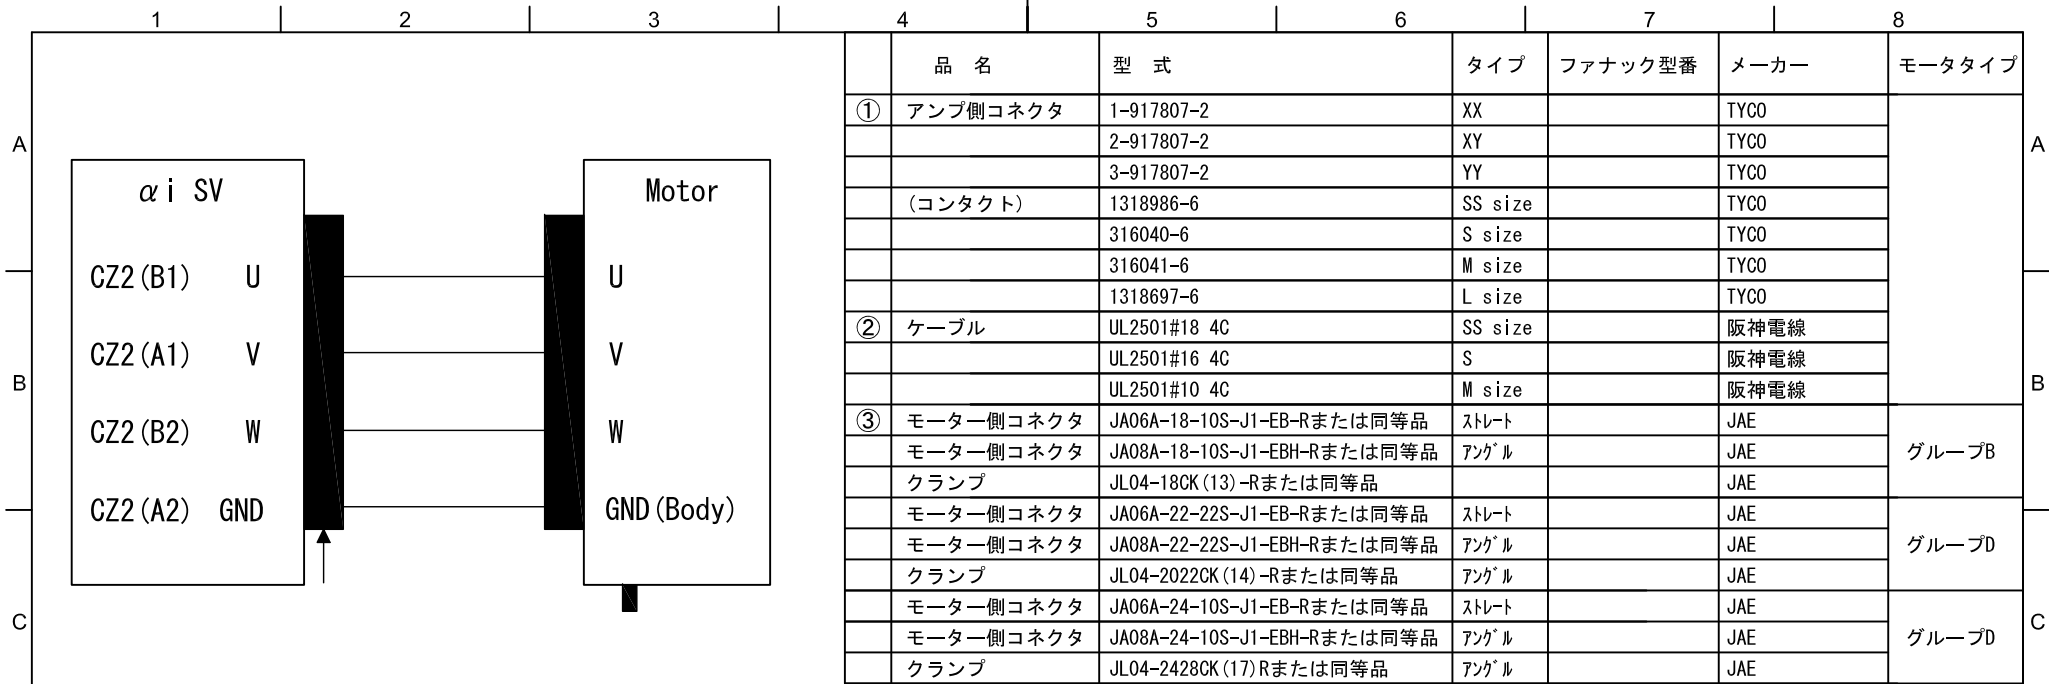 1 2 3 4 5 6 7 8
A
B
C
αi SV
CZ2(B1) U
CZ2(A1) V
CZ2(B2) W
CZ2(A2) GND
Motor
U
V
W
GND(Body)
品 名 型 式 タイプ ファナック型番 メーカー モータタイプ
① アンプ側コネクタ 1-917807-2 XX TYCO
2-917807-2 XY TYCO
3-917807-2 YY TYCO
(コンタクト) 1318986-6 SS size TYCO
316040-6 S size TYCO
316041-6 M size TYCO
1318697-6 L size TYCO
② ケーブル UL2501#18 4C SS size 阪神電線
UL2501#16 4C S 阪神電線
UL2501#10 4C M size 阪神電線
③ モーター側コネクタ JA06A-18-10S-J1-EB-Rまたは同等品 ｽﾄﾚｰﾄ JAE
モーター側コネクタ JA08A-18-10S-J1-EBH-Rまたは同等品 ｱﾝｸﾞﾙ JAE グループB
クランプ JL04-18CK(13)-Rまたは同等品 JAE
モーター側コネクタ JA06A-22-22S-J1-EB-Rまたは同等品 ｽﾄﾚｰﾄ JAE
モーター側コネクタ JA08A-22-22S-J1-EBH-Rまたは同等品 ｱﾝｸﾞﾙ JAE グループD
クランプ JL04-2022CK(14)-Rまたは同等品 ｱﾝｸﾞﾙ JAE
モーター側コネクタ JA06A-24-10S-J1-EB-Rまたは同等品 ｽﾄﾚｰﾄ JAE
モーター側コネクタ JA08A-24-10S-J1-EBH-Rまたは同等品 ｱﾝｸﾞﾙ JAE グループD
クランプ JL04-2428CK(17)Rまたは同等品 ｱﾝｸﾞﾙ JAE
A
B
C